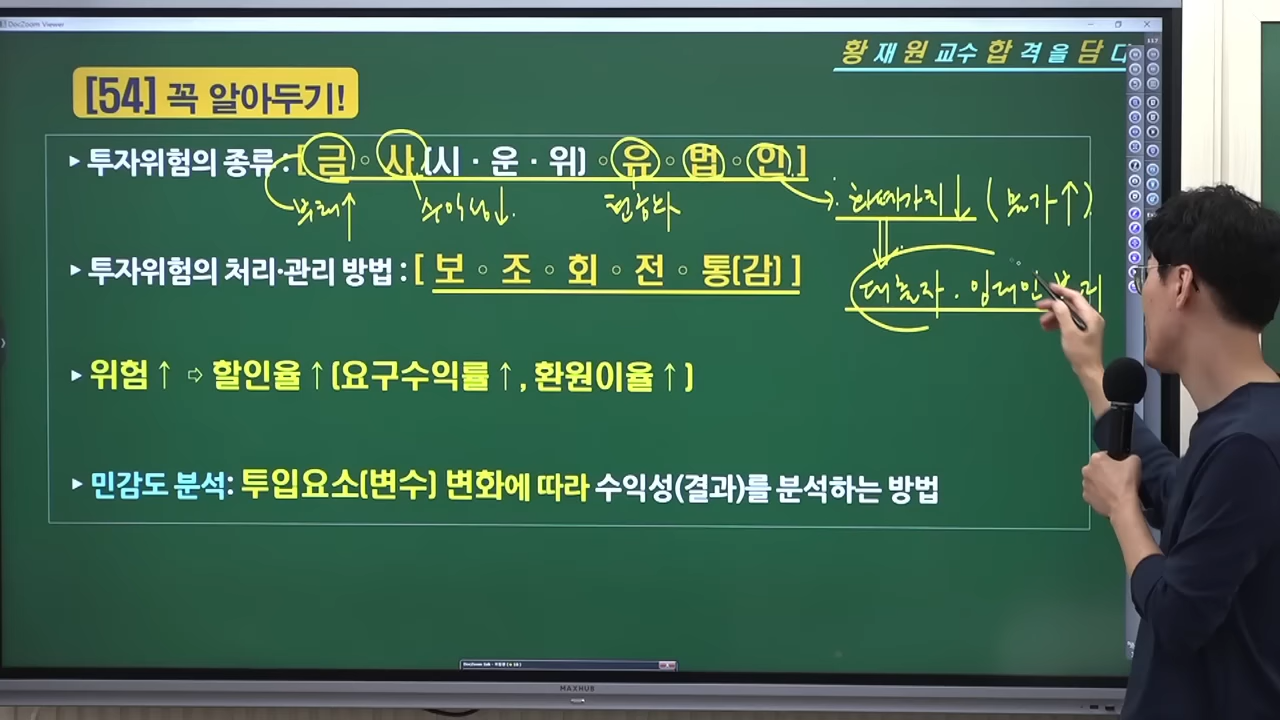 DocZoom Viewer
황재원교수 합격을 담다
[54] 꼭 알아두기!
▸ 투자위험의 종류 : [ 금 ◦ 사(시 · 운 · 위) ◦ 유 ◦ 법 ◦ 인 ]
부채↑ 수익성↓ 현금화 화폐가치↓ (물가↑)
▸ 투자위험의 처리·관리 방법 : [ 보 ◦ 조 ◦ 회 ◦ 전 ◦ 통(감) ]
대출자 · 임대인 불리
▸ 위험↑ ⇨ 할인율↑(요구수익률↑, 환원이율↑)
▸ 민감도 분석: 투입요소(변수) 변화에 따라 수익성(결과)를 분석하는 방법
MAXHUB